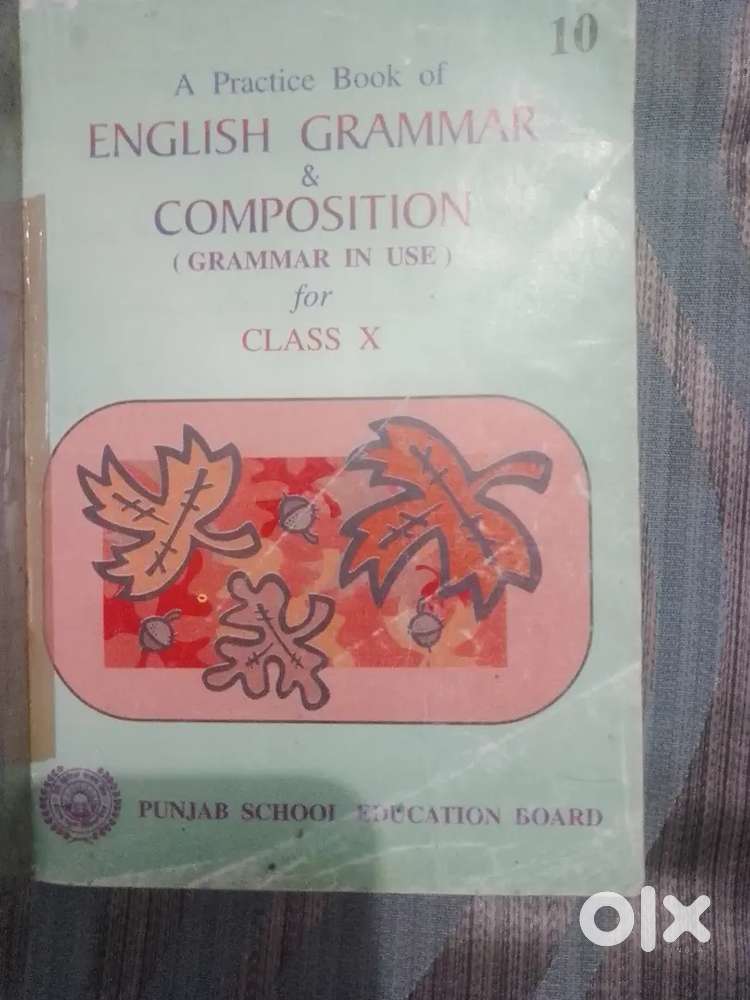 10
A Practice Book of
ENGLISH GRAMMAR
&
COMPOSITION
( GRAMMAR IN USE )
for
CLASS X
PUNJAB SCHOOL EDUCATION BOARD
olx